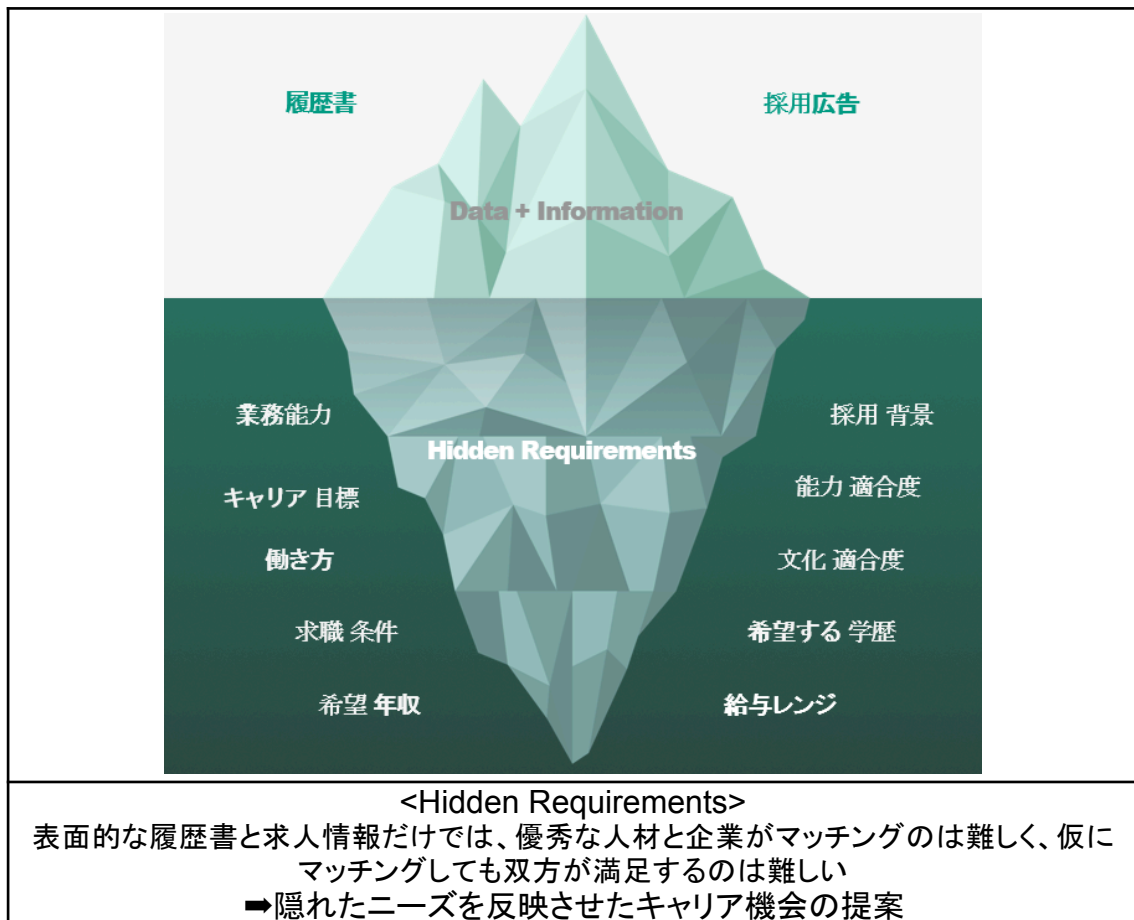 履歴書
採用広告
Data + Information
業務能力
採用 背景
Hidden Requirements
キャリア 目標
能力 適合度
働き方
文化 適合度
求職 条件
希望する 学歴
希望 年収
給与レンジ
<Hidden Requirements>
表面的な履歴書と求人情報だけでは、優秀な人材と企業がマッチングのは難しく、仮に
マッチングしても双方が満足するのは難しい
➡隠れたニーズを反映させたキャリア機会の提案